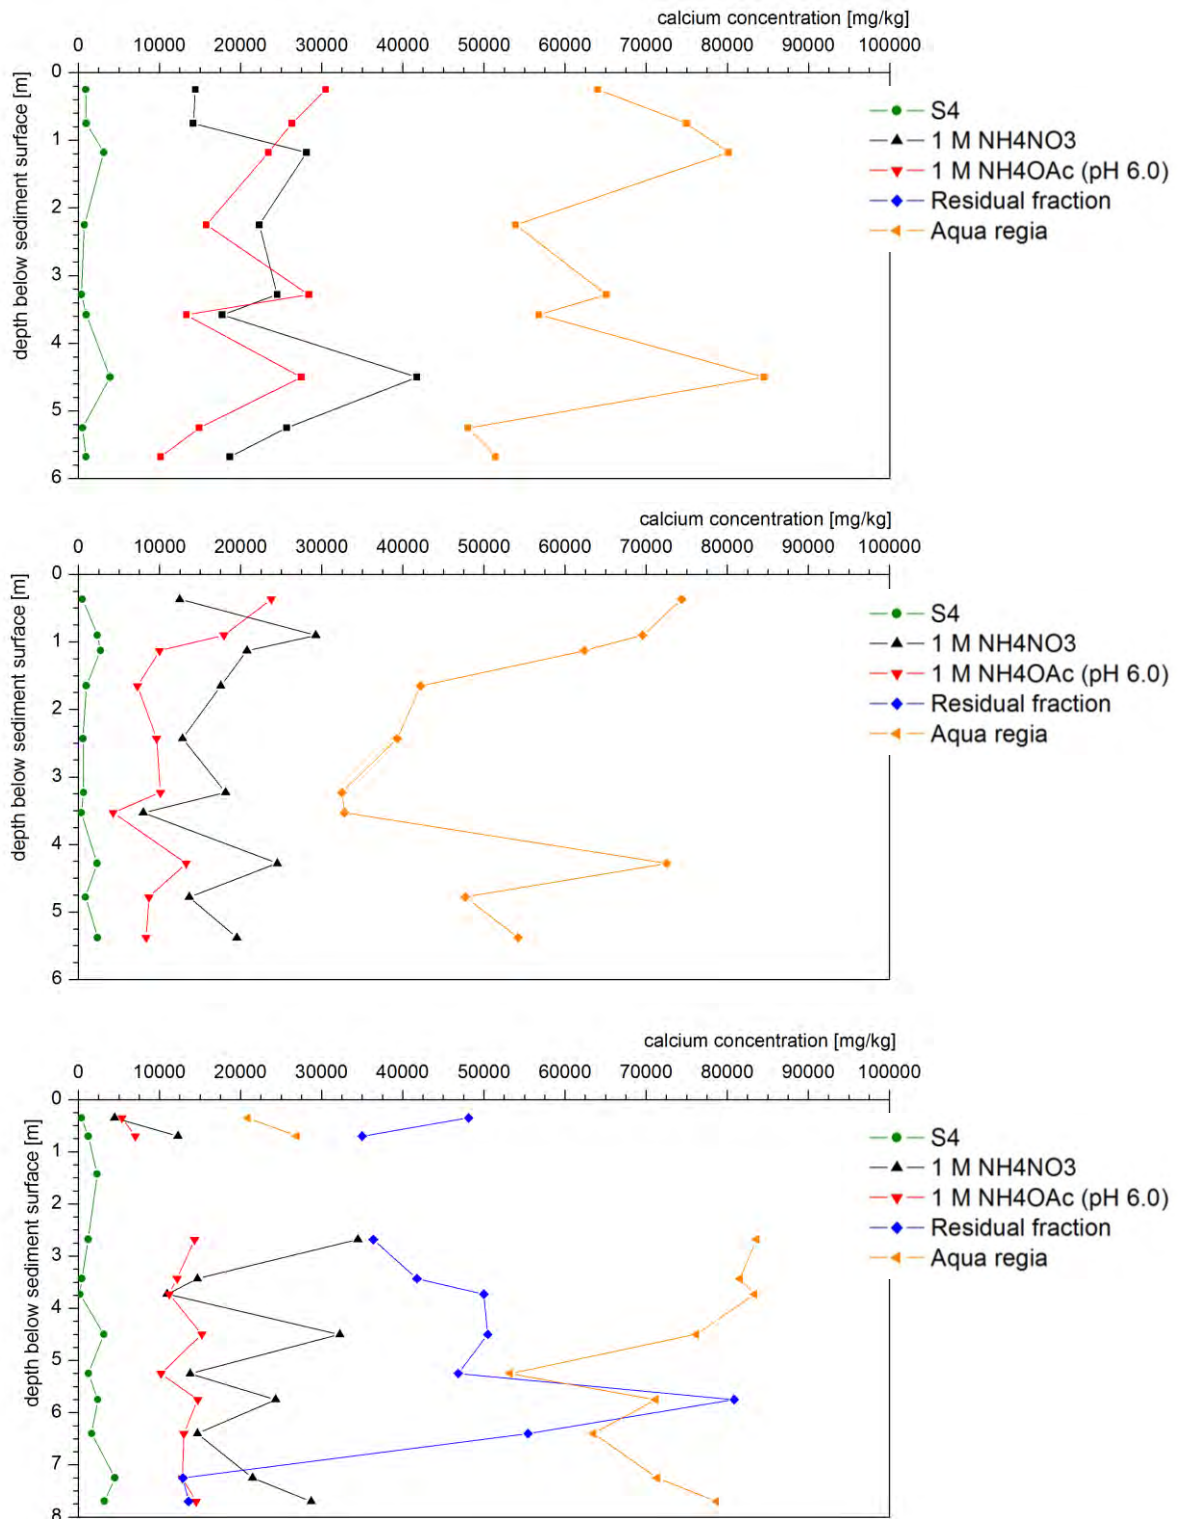 calcium concentration [mg/kg]
0 10000 20000 30000 40000 50000 60000 70000 80000 90000 100000
depth below sediment surface [m]
0
1
2
3
4
5
6
S4
1 M NH4NO3
1 M NH4OAc (pH 6.0)
Residual fraction
Aqua regia
calcium concentration [mg/kg]
0 10000 20000 30000 40000 50000 60000 70000 80000 90000 100000
depth below sediment surface [m]
0
1
2
3
4
5
6
S4
1 M NH4NO3
1 M NH4OAc (pH 6.0)
Residual fraction
Aqua regia
calcium concentration [mg/kg]
0 10000 20000 30000 40000 50000 60000 70000 80000 90000 100000
depth below sediment surface [m]
0
1
2
3
4
5
6
7
8
S4
1 M NH4NO3
1 M NH4OAc (pH 6.0)
Residual fraction
Aqua regia